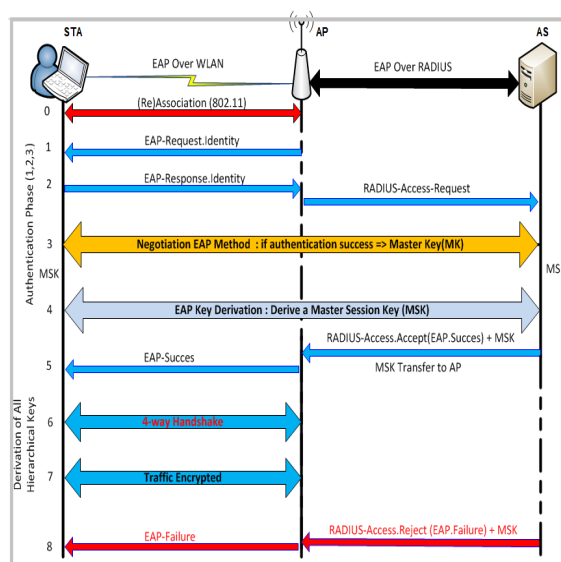 STA
AP
AS
EAP Over WLAN
EAP Over RADIUS
0
(Re)Association (802.11)
1
EAP-Request.Identity
2
EAP-Response.Identity
RADIUS-Access-Request
Authentication Phase (1,2,3)
3
Negotiation EAP Method : if authentication success => Master Key(MK)
MSK
MS
4
EAP Key Derivation : Derive a Master Session Key (MSK)
RADIUS-Access.Accept(EAP.Succes) + MSK
5
EAP-Succes
MSK Transfer to AP
Derivation of All
Hierarchical Keys
6
4-way Handshake
7
Traffic Encrypted
RADIUS-Access.Reject (EAP.Failure) + MSK
8
EAP-Failure